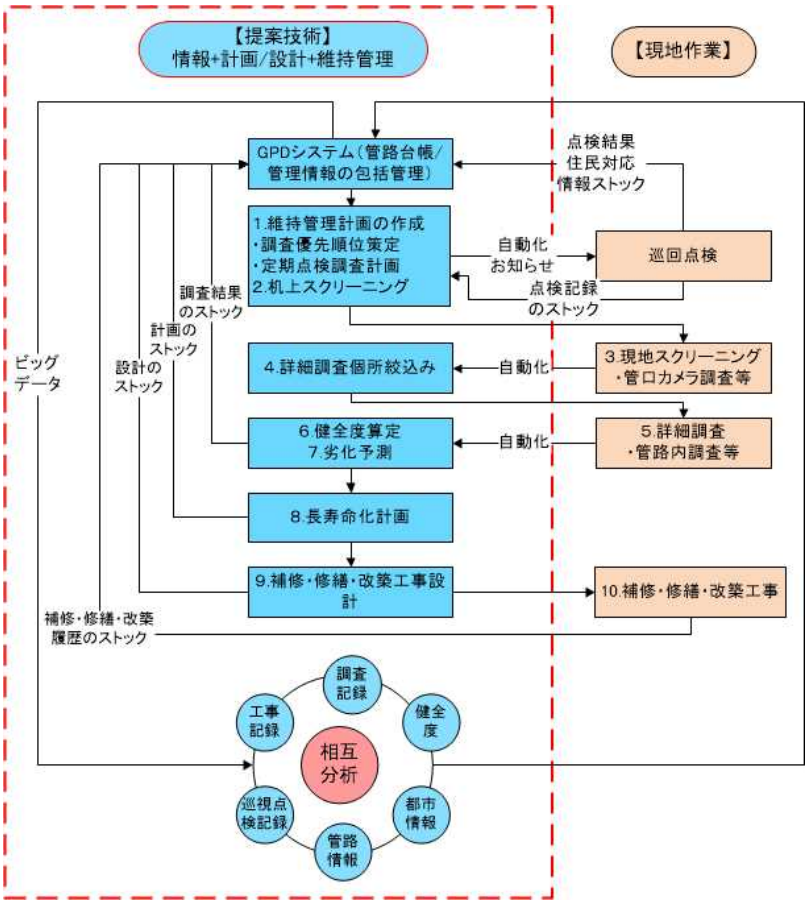 【提案技術】
情報+計画/設計+維持管理
【現地作業】
GPDシステム(管路台帳/
管理情報の包括管理)
点検結果
住民対応
情報ストック
1.維持管理計画の作成
・調査優先順位策定
・定期点検調査計画
2.机上スクリーニング
自動化
お知らせ
巡回点検
点検記録
のストック
調査結果
のストック
計画の
ストック
設計の
ストック
ビッグ
データ
4.詳細調査個所絞込み
自動化
3.現地スクリーニング
・管口カメラ調査等
6.健全度算定
7.劣化予測
自動化
5.詳細調査
・管路内調査等
8.長寿命化計画
9.補修・修繕・改築工事設
計
10.補修・修繕・改築工事
補修・修繕・改築
履歴のストック
調査
記録
工事
記録
健全
度
相互
分析
巡視点
検記録
都市
情報
管路
情報